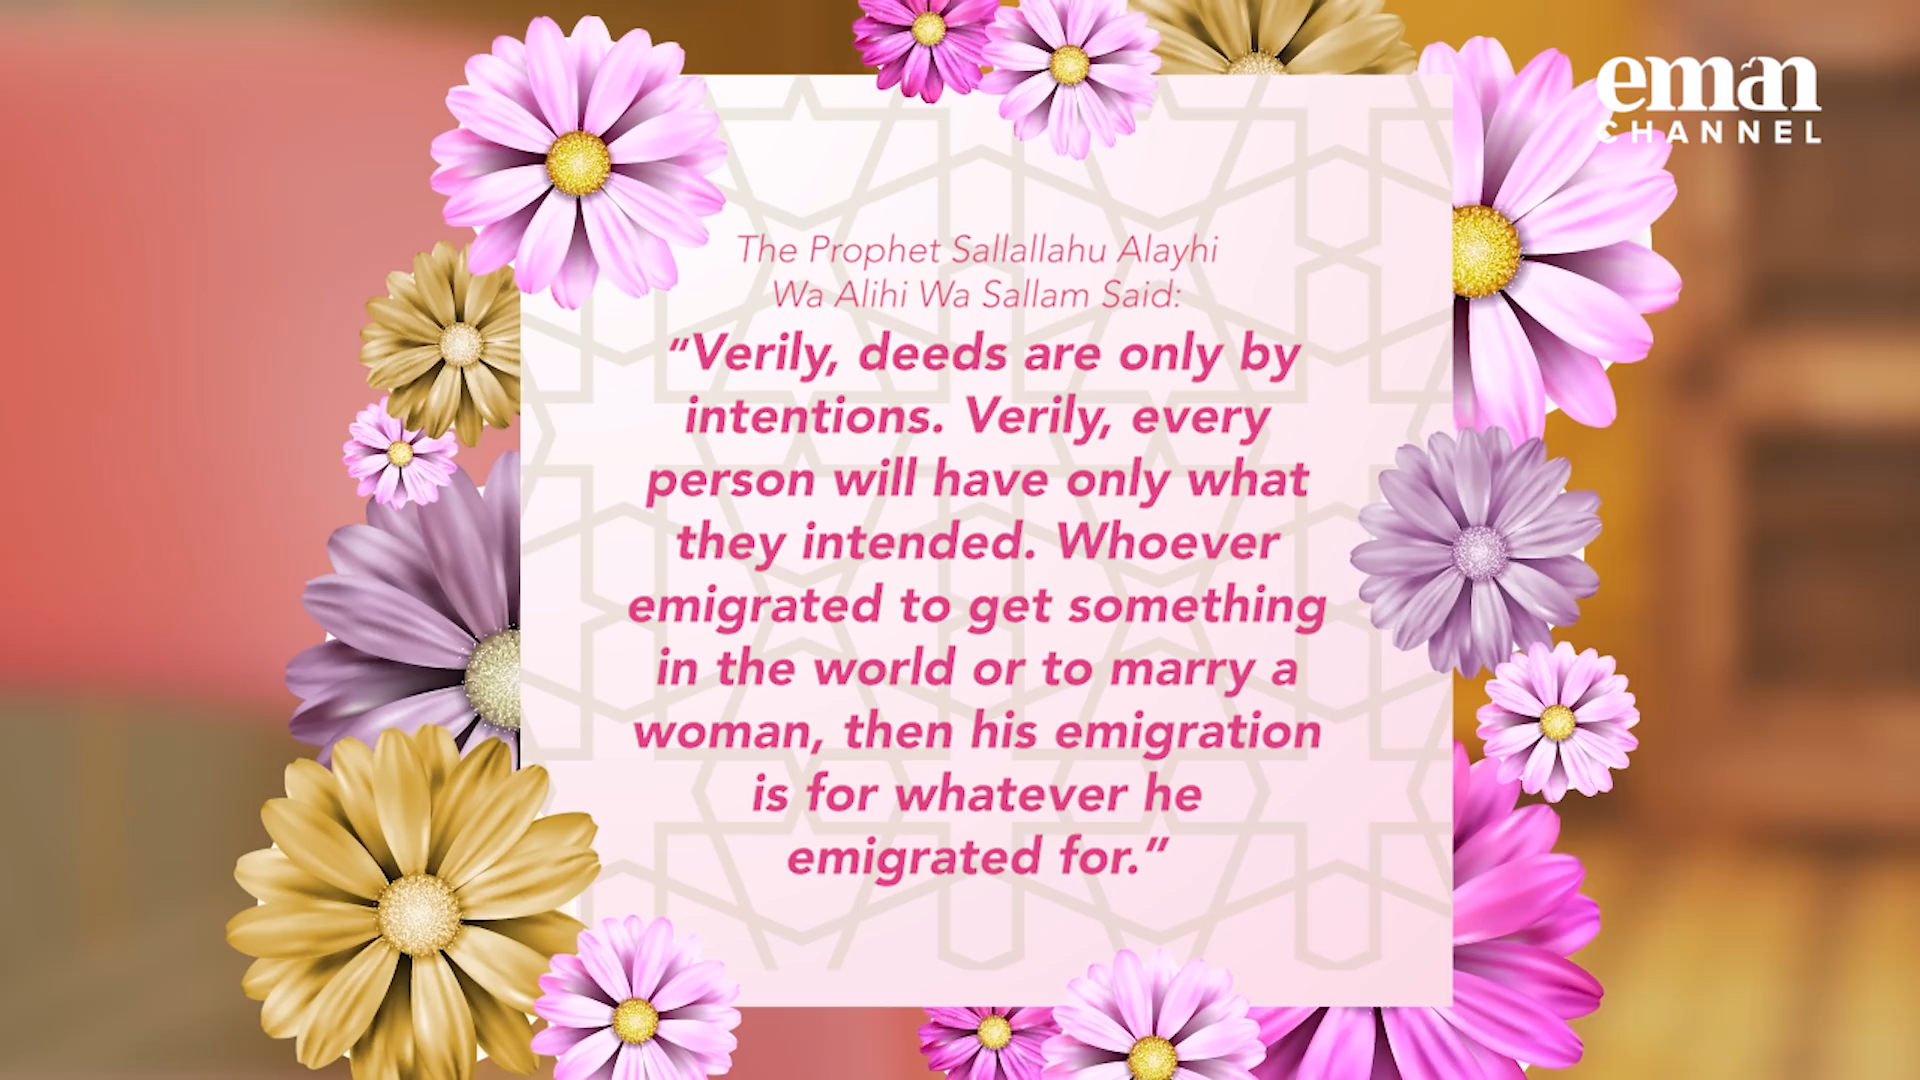 eman
CHANNEL
The Prophet Sallallahu Alayhi
Wa Alihi Wa Sallam Said:
“Verily, deeds are only by
intentions. Verily, every
person will have only what
they intended. Whoever
emigrated to get something
in the world or to marry a
woman, then his emigration
is for whatever he
emigrated for.”